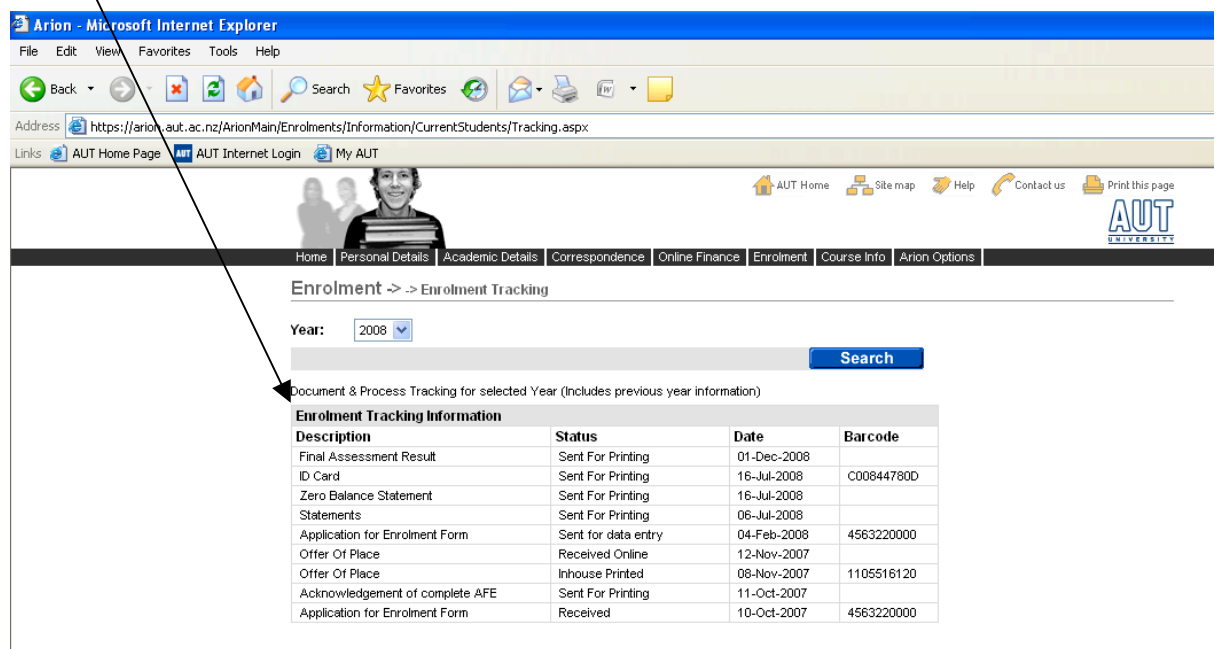 Arion - Microsoft Internet Explorer
File Edit View Favorites Tools Help
Back Search Favorites
Address https://arion.aut.ac.nz/ArionMain/Enrolments/Information/CurrentStudents/Tracking.aspx
Links AUT Home Page AUT AUT Internet Login My AUT
AUT Home Site map Help Contact us Print this page
AUT
UNIVERSITY
Home Personal Details Academic Details Correspondence Online Finance Enrolment Course Info Arion Options
Enrolment -> -> Enrolment Tracking
Year: 2008
Search
Document & Process Tracking for selected Year (Includes previous year information)
Enrolment Tracking Information
Description Status Date Barcode
Final Assessment Result Sent For Printing 01-Dec-2008
ID Card Sent For Printing 16-Jul-2008 C00844780D
Zero Balance Statement Sent For Printing 16-Jul-2008
Statements Sent For Printing 06-Jul-2008
Application for Enrolment Form Sent for data entry 04-Feb-2008 4563220000
Offer Of Place Received Online 12-Nov-2007
Offer Of Place Inhouse Printed 08-Nov-2007 1105516120
Acknowledgement of complete AFE Sent For Printing 11-Oct-2007
Application for Enrolment Form Received 10-Oct-2007 4563220000